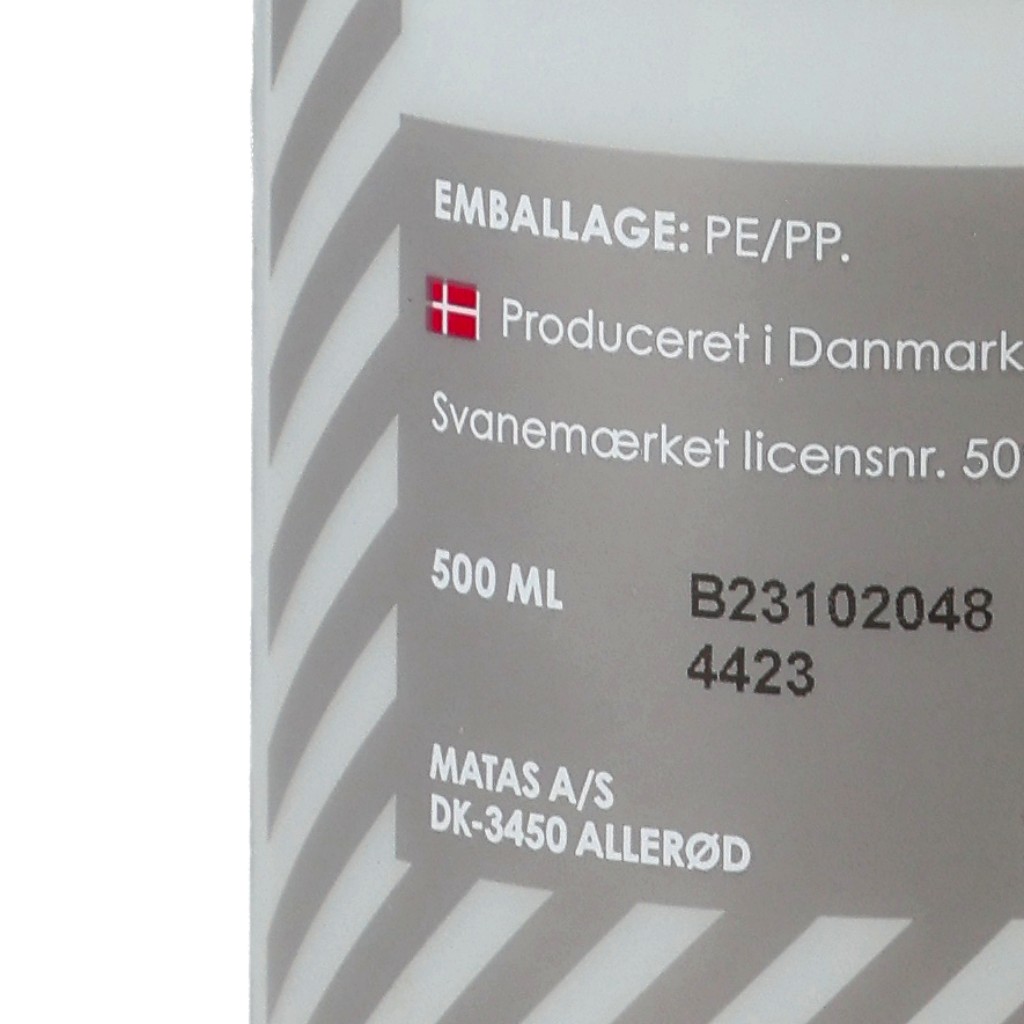 EMBALLAGE: PE/PP.
Produceret i Danmark
Svanemærket licensnr. 50
500 ML
B23102048
4423
MATAS A/S
DK-3450 ALLERØD